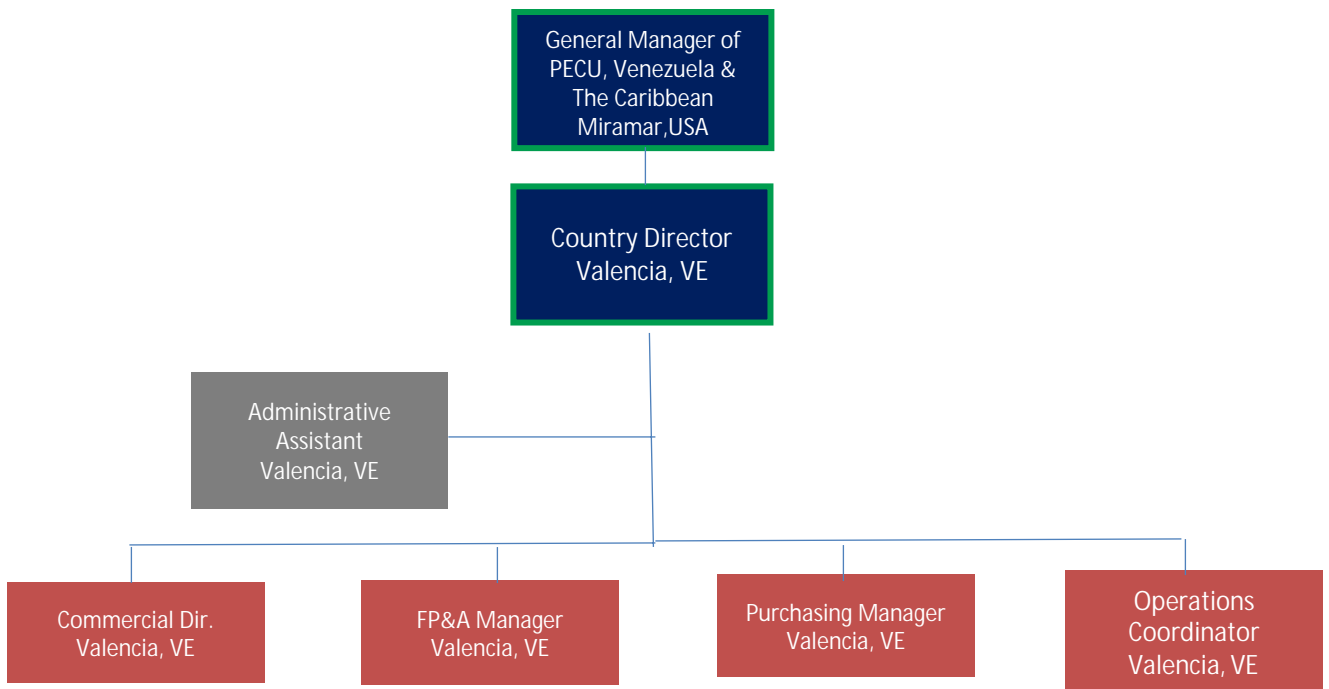 General Manager of
PECU, Venezuela &
The Caribbean
Miramar,USA
Country Director
Valencia, VE
Administrative
Assistant
Valencia, VE
Commercial Dir.
Valencia, VE
FP&A Manager
Valencia, VE
Purchasing Manager
Valencia, VE
Operations
Coordinator
Valencia, VE